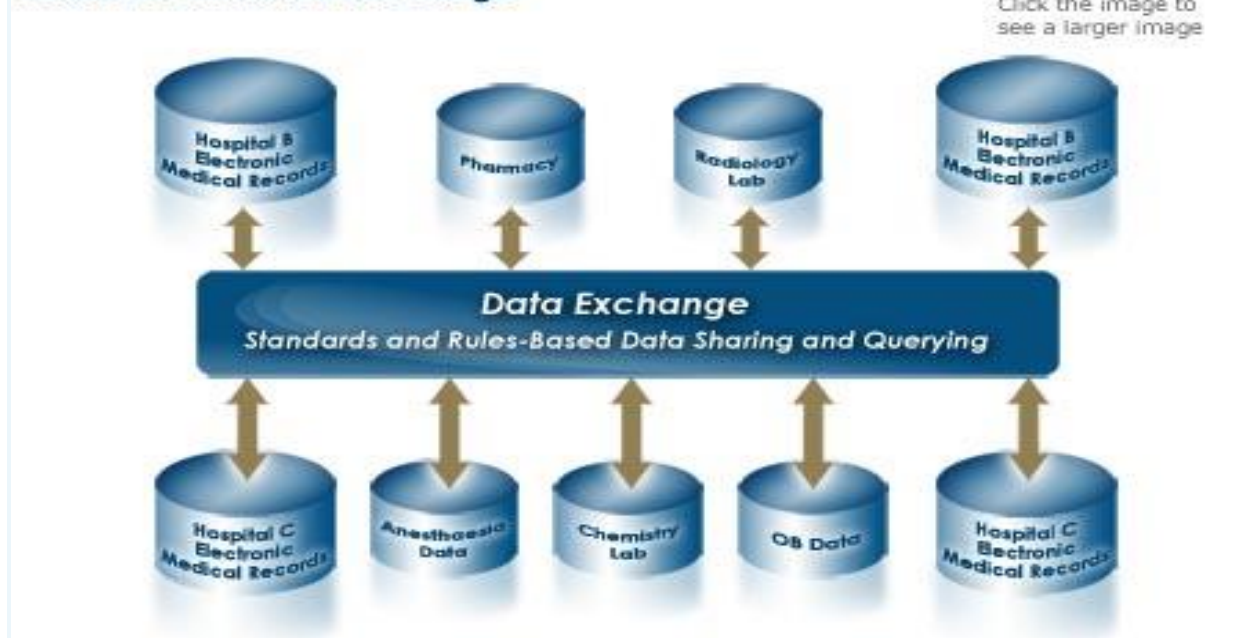 Click the image to
see a larger image
Hospital B
Electronic
Medical Records
Pharmacy
Radiology
Lab
Hospital B
Electronic
Medical Records
Data Exchange
Standards and Rules-Based Data Sharing and Querying
Hospital C
Electronic
Medical Records
Anesthaesia
Data
Chemistry
Lab
OB Data
Hospital C
Electronic
Medical Records